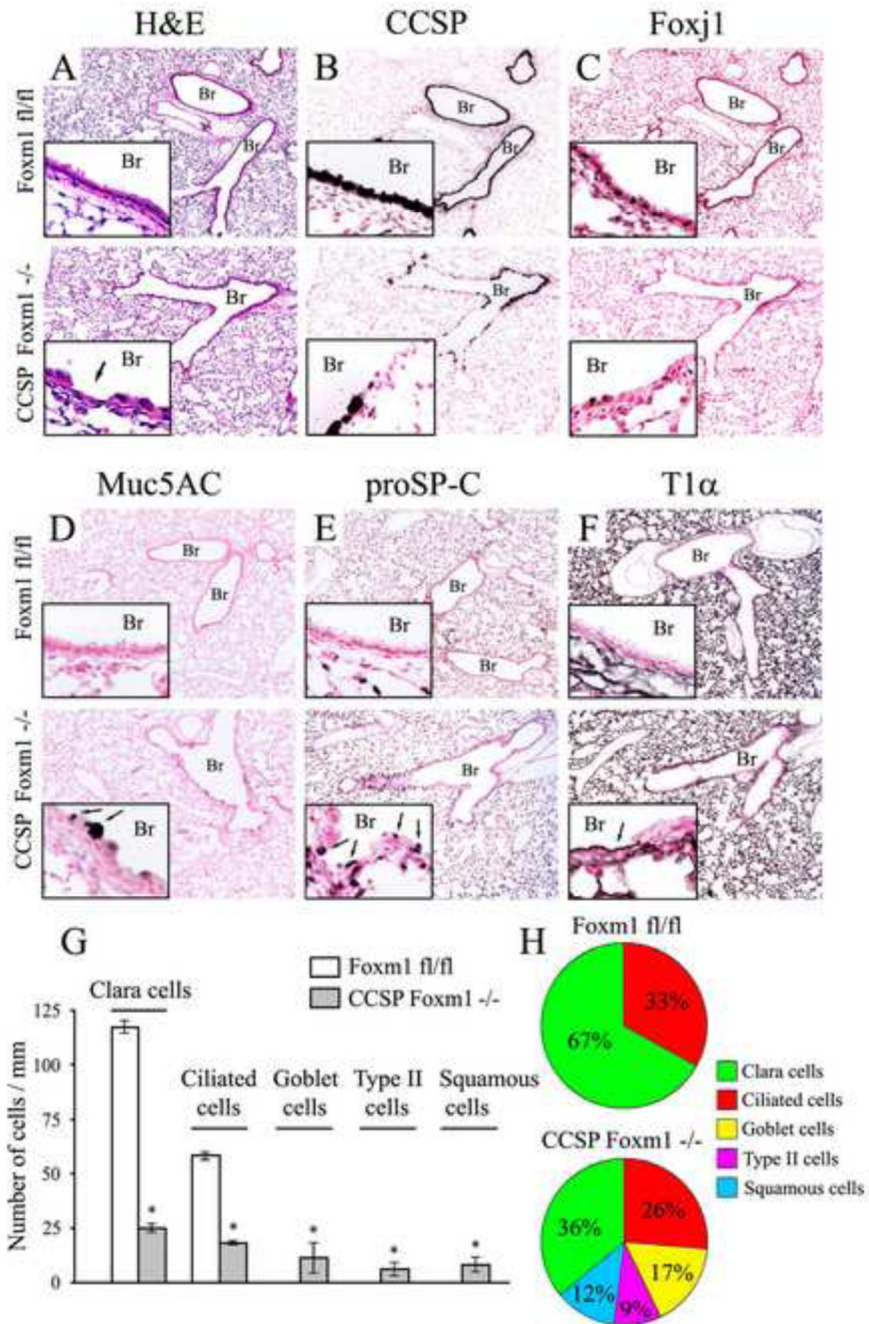 H&E CCSP Foxj1
Foxm1 fl/fl
A Br Br Br
B Br Br Br
C Br Br Br
CCSP Foxm1 -/-
Br Br
Br Br
Br Br
Muc5AC proSP-C T1α
Foxm1 fl/fl
D Br Br Br
E Br Br Br
F Br Br
CCSP Foxm1 -/-
Br Br
Br Br
Br Br
G
Foxm1 fl/fl
CCSP Foxm1 -/-
Number of cells / mm
125
100
75
50
25
0
Clara cells
Ciliated
cells
Goblet
cells
Type II
cells
Squamous
cells
* * * * *
H
Foxm1 fl/fl
33%
67%
Clara cells
Ciliated cells
Goblet cells
Type II cells
Squamous cells
CCSP Foxm1 -/-
36% 26%
17%
12% 9%